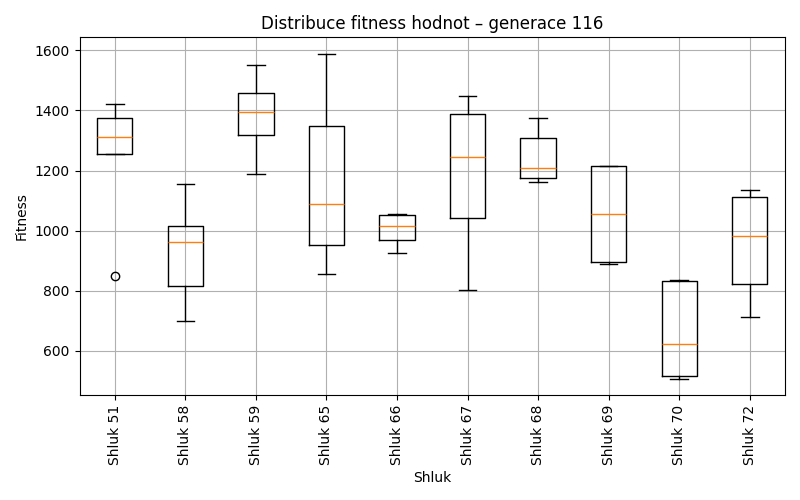 Distribuce fitness hodnot – generace 116
Fitness
1600
1400
1200
1000
800
600
Shluk 51
Shluk 58
Shluk 59
Shluk 65
Shluk 66
Shluk 67
Shluk 68
Shluk 69
Shluk 70
Shluk 72
Shluk